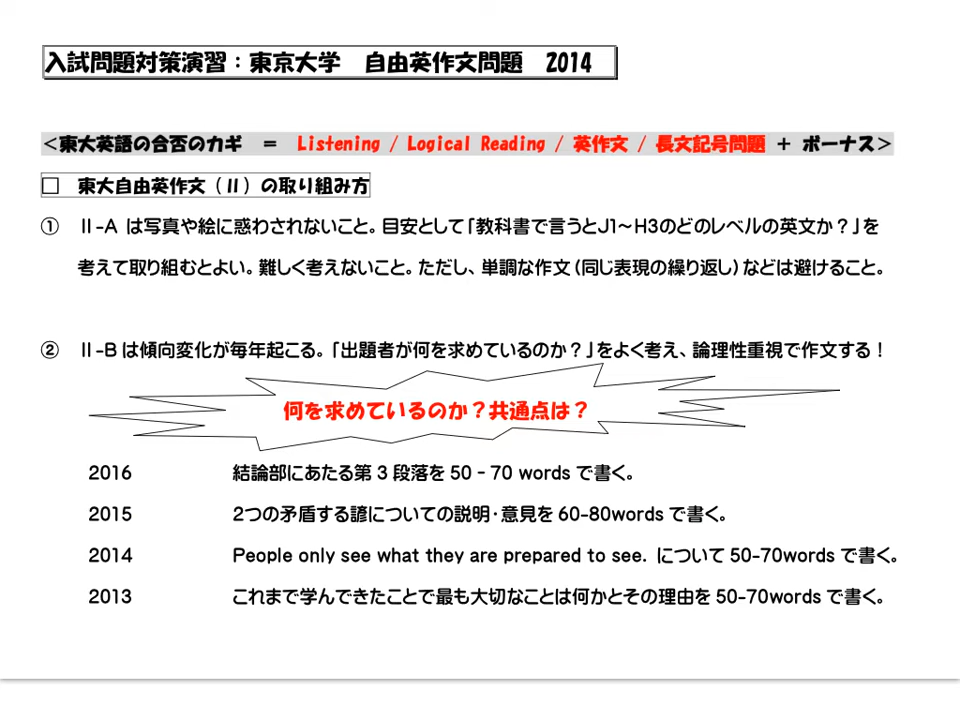 入試問題対策演習：東京大学　自由英作文問題　2014
<東大英語の合否のカギ　＝　Listening / Logical Reading / 英作文 / 長文記号問題 ＋ ボーナス>
□　東大自由英作文（Ⅱ）の取り組み方
①　Ⅱ-A は写真や絵に惑わされないこと。目安として「教科書で言うとJ1～H3のどのレベルの英文か？」を
考えて取り組むとよい。難しく考えないこと。ただし、単調な作文（同じ表現の繰り返し）などは避けること。
②　Ⅱ-B は傾向変化が毎年起こる。「出題者が何を求めているのか？」をよく考え、論理性重視で作文する！
何を求めているのか？共通点は？
2016　結論部にあたる第 3 段落を 50‐70 words で書く。
2015　2つの矛盾する諺についての説明・意見を 60-80words で書く。
2014　People only see what they are prepared to see. について 50-70words で書く。
2013　これまで学んできたことで最も大切なことは何かとその理由を 50-70words で書く。